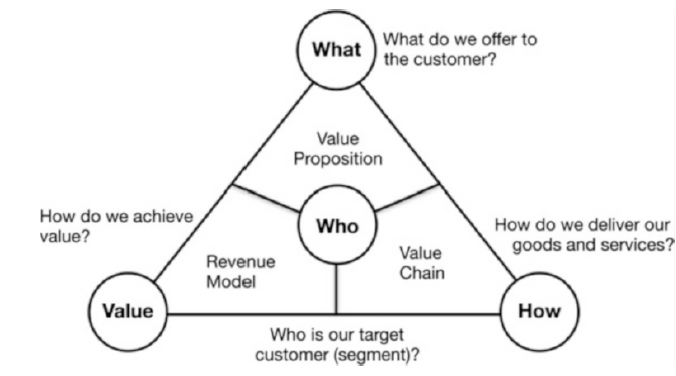 What
What do we offer to
the customer?
Value
Proposition
How do we achieve
value?
Who
How do we deliver our
goods and services?
Revenue
Model
Value
Chain
Value
How
Who is our target
customer (segment)?